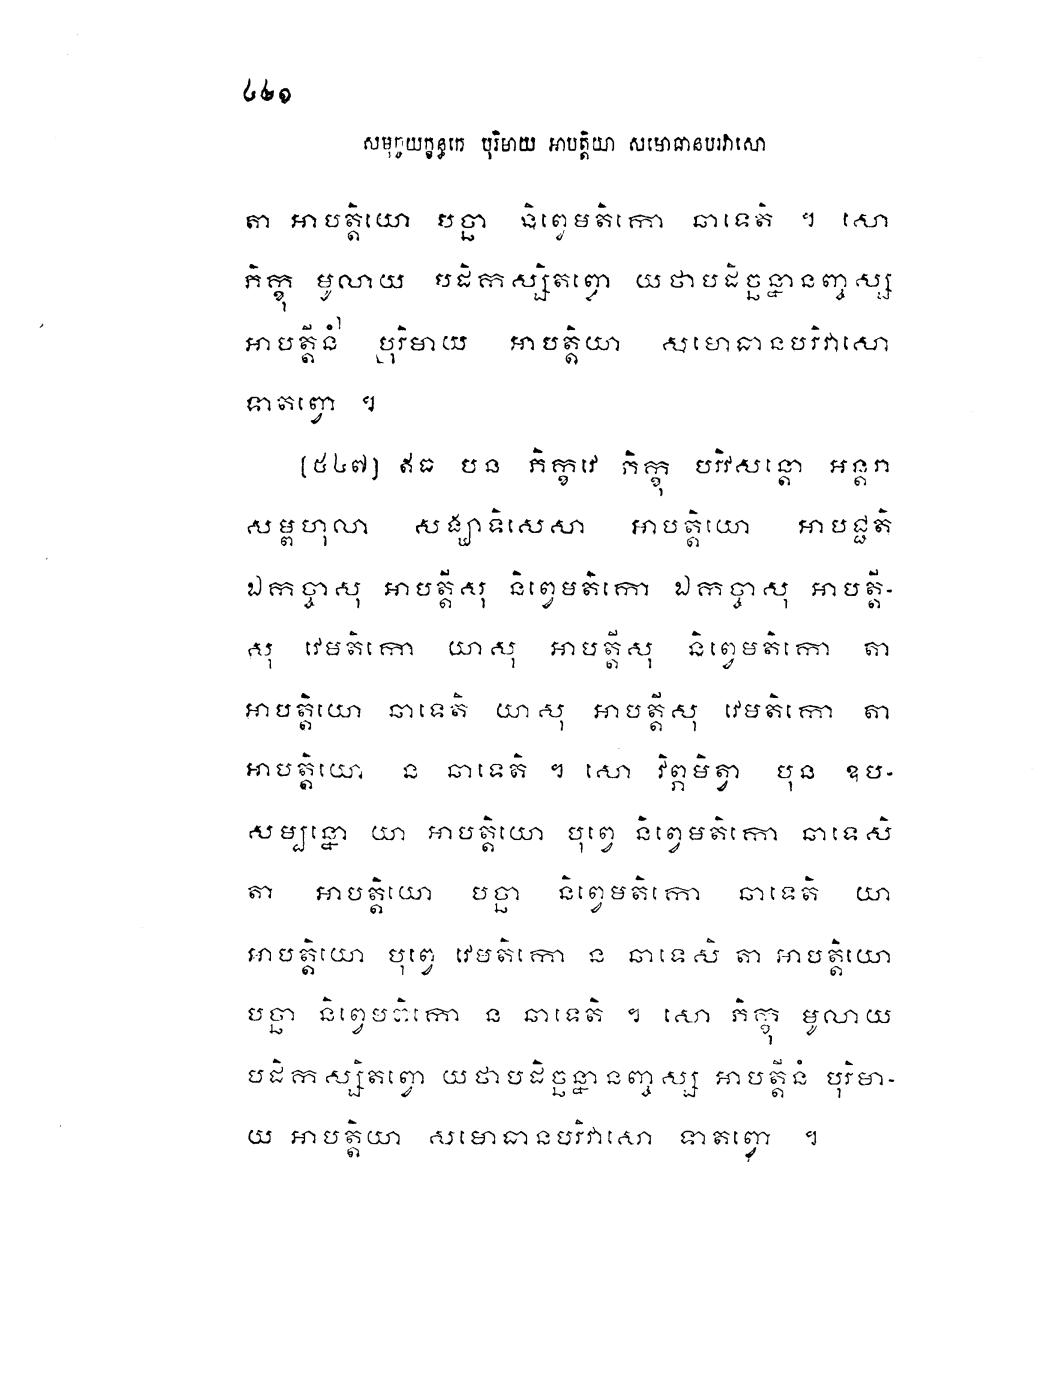 ៤៤១
សមុច្ចយក្ខន្ធកេ បុរិមាយ អាបត្តិយា សមោធានបរិវាសោ
តា អាបត្តិយោ បច្ឆា និព្វេមតិកោ ឆាទេតិ ។ សោ
ភិក្ខុ មូលាយ បដិកស្សិតព្វោ យថាបដិច្ឆន្នានញ្ចស្ស
អាបត្តីនំ បុរិមាយ អាបត្តិយា សមោធានបរិវាសោ
ទាតព្វោ ។
[៥៤៧] ឥធ បន ភិក្ខវេ ភិក្ខុ បរិវសន្តោ អន្តរា
សម្ពហុលា សង្ឃាទិសេសា អាបត្តិយោ អាបជ្ជតិ
ឯកច្ចាសុ អាបត្តីសុ និព្វេមតិកោ ឯកច្ចាសុ អាបត្តី-
សុ វេមតិកោ យាសុ អាបត្តីសុ និព្វេមតិកោ តា
អាបត្តិយោ ឆាទេតិ យាសុ អាបត្តីសុ វេមតិកោ តា
អាបត្តិយោ ន ឆាទេតិ ។ សោ វិព្ភមិត្វា បុន ឧប-
សម្បន្នោ យា អាបត្តិយោ បុព្វេ និព្វេមតិកោ ឆាទេសិ
តា អាបត្តិយោ បច្ឆា និព្វេមតិកោ ឆាទេតិ យា
អាបត្តិយោ បុព្វេ វេមតិកោ ន ឆាទេសិ តា អាបត្តិយោ
បច្ឆា និព្វេមតិកោ ន ឆាទេតិ ។ សោ ភិក្ខុ មូលាយ
បដិកស្សិតព្វោ យថាបដិច្ឆន្នានញ្ចស្ស អាបត្តីនំ បុរិមា-
យ អាបត្តិយា សមោធានបរិវាសោ ទាតព្វោ ។